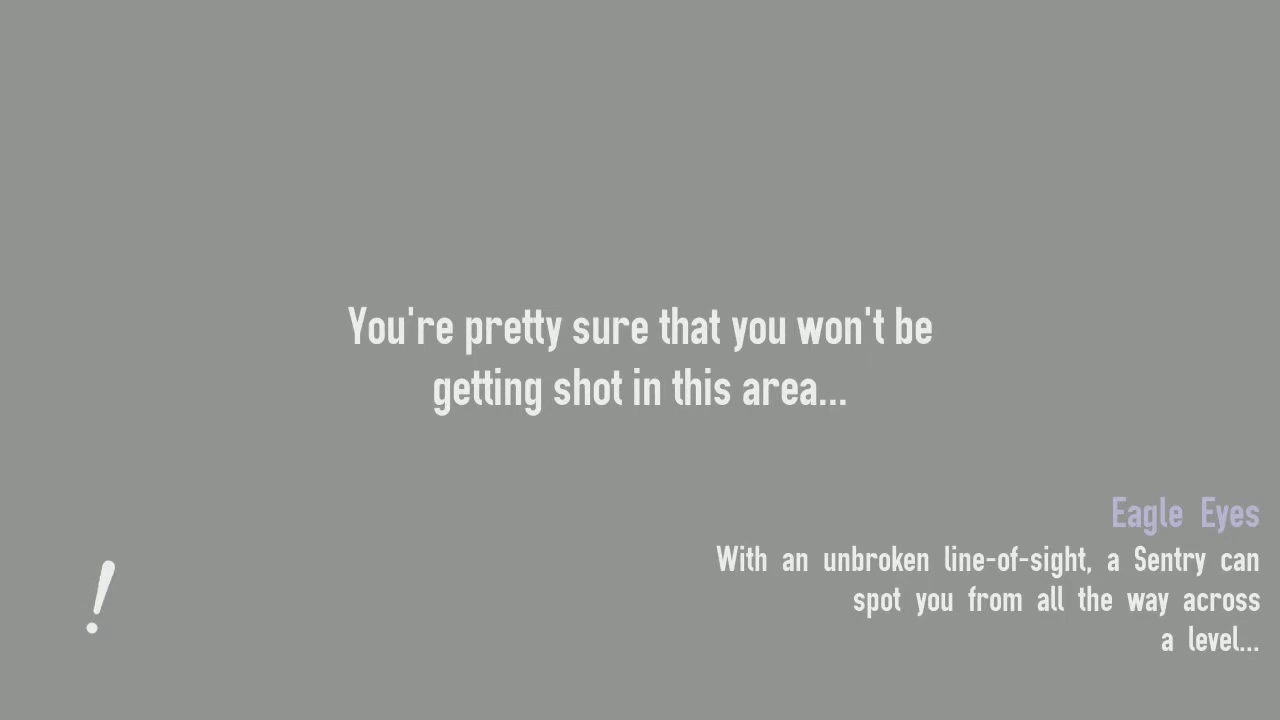 You're pretty sure that you won't be
getting shot in this area...
Eagle Eyes
With an unbroken line-of-sight, a Sentry can
spot you from all the way across
a level...
!